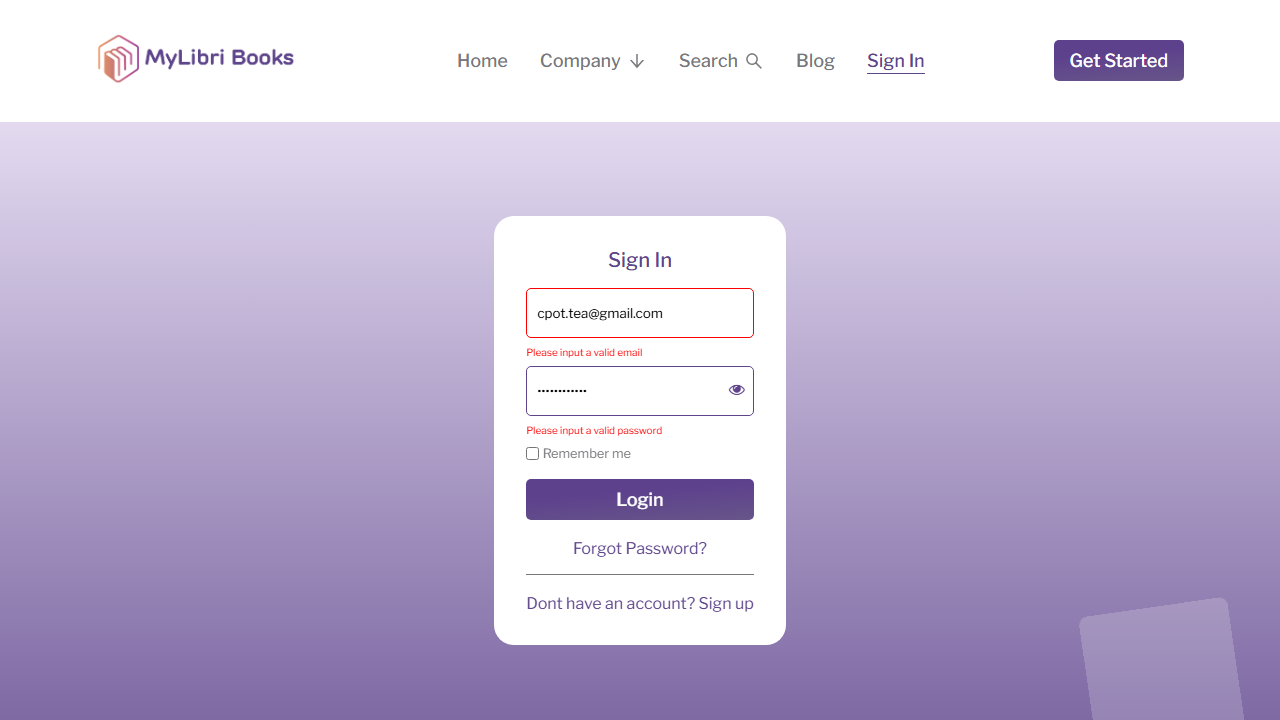 MyLibri Books
Home Company Search Blog Sign In
Get Started
Sign In
cpot.tea@gmail.com
Please input a valid email
••••••••••••
Please input a valid password
Remember me
Login
Forgot Password?
Dont have an account? Sign up